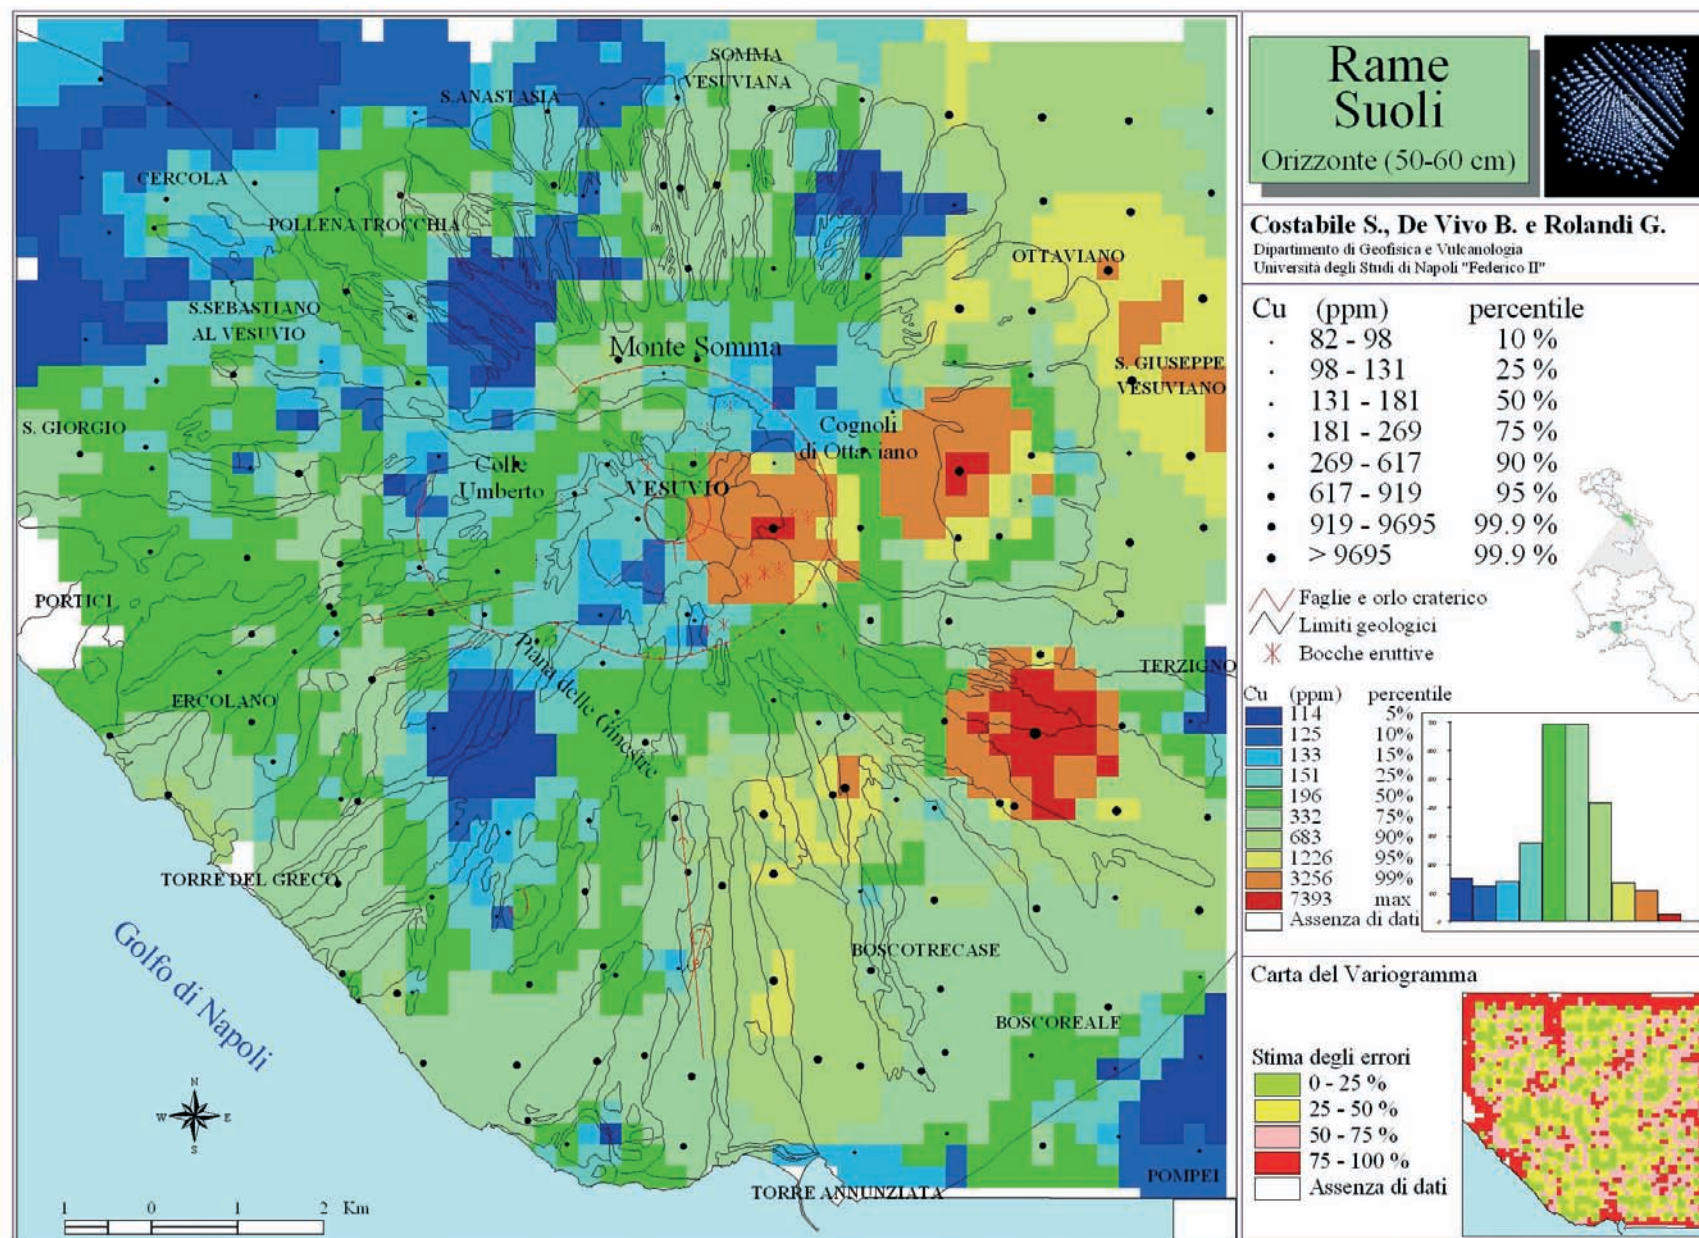 SOMMA
VESUVIANA
S.ANASTASIA
CERCOLA
POLLENA TROCCHIA
OTTAVIANO
S.SEBASTIANO
AL VESUVIO
Monte Somma
S. GIUSEPPE
VESUVIANO
S. GIORGIO
Cognoli
di Ottaviano
Colle
Umberto
VESUVIO
PORTICI
Piana delle Ginestre
TERZIGNO
ERCOLANO
TORRE DEL GRECO
Golfo di Napoli
BOSCOTRECASE
BOSCOREALE
POMPEI
TORRE ANNUNZIATA
N
W E
S
1 0 1 2 Km
Rame
Suoli
Orizzonte (50-60 cm)
Costabile S., De Vivo B. e Rolandi G.
Dipartimento di Geofisica e Vulcanologia
Università degli Studi di Napoli "Federico II"
Cu (ppm) percentile
82 - 98 10 %
98 - 131 25 %
131 - 181 50 %
181 - 269 75 %
269 - 617 90 %
617 - 919 95 %
919 - 9695 99.9 %
> 9695 99.9 %
Faglie e orlo craterico
Limiti geologici
Bocche eruttive
Cu (ppm) percentile
114 5%
125 10%
133 15%
151 25%
196 50%
332 75%
683 90%
1226 95%
3256 99%
7393 max
Assenza di dati
Carta del Variogramma
Stima degli errori
0 - 25 %
25 - 50 %
50 - 75 %
75 - 100 %
Assenza di dati